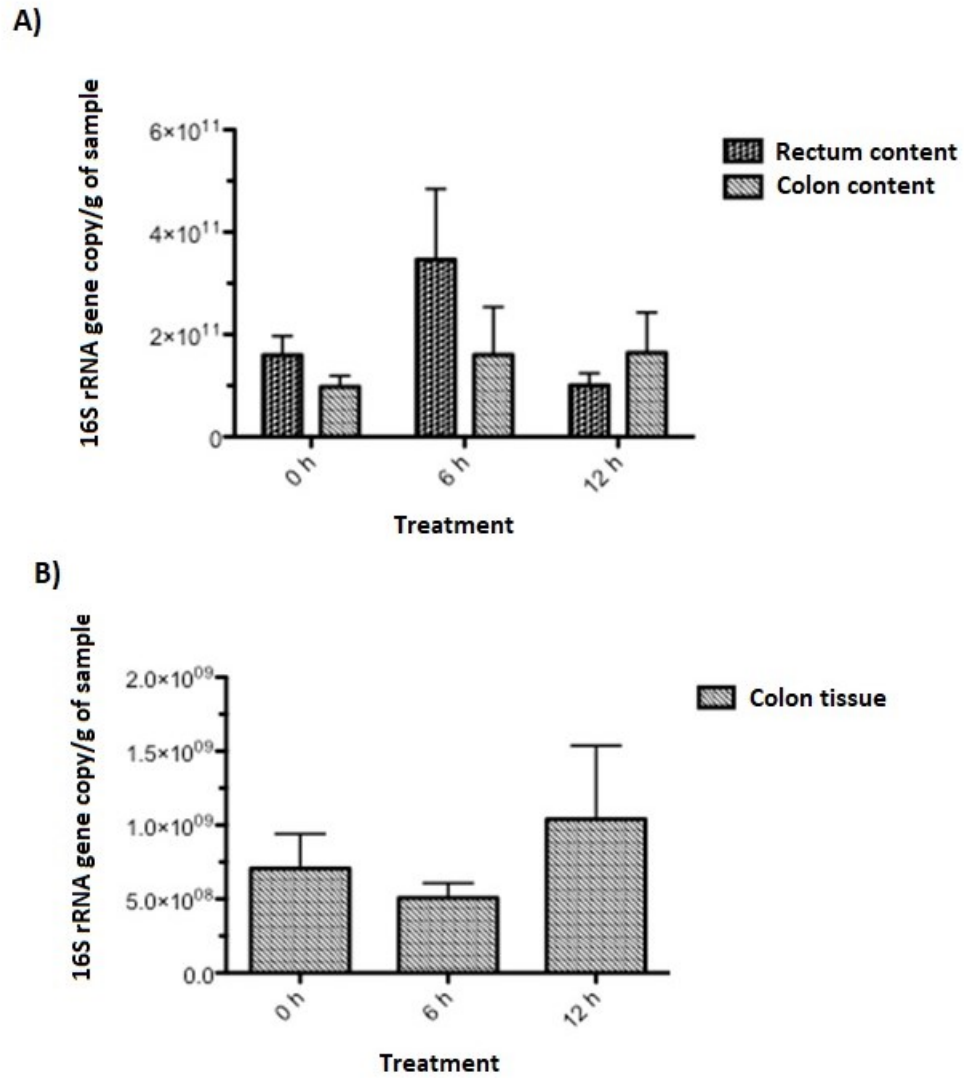 A)
16S rRNA gene copy/g of sample
6×10¹¹
4×10¹¹
2×10¹¹
0
0 h
6 h
12 h
Treatment
Rectum content
Colon content
B)
16S rRNA gene copy/g of sample
2.0×10⁰⁹
1.5×10⁰⁹
1.0×10⁰⁹
5.0×10⁰⁸
0.0
0 h
6 h
12 h
Treatment
Colon tissue